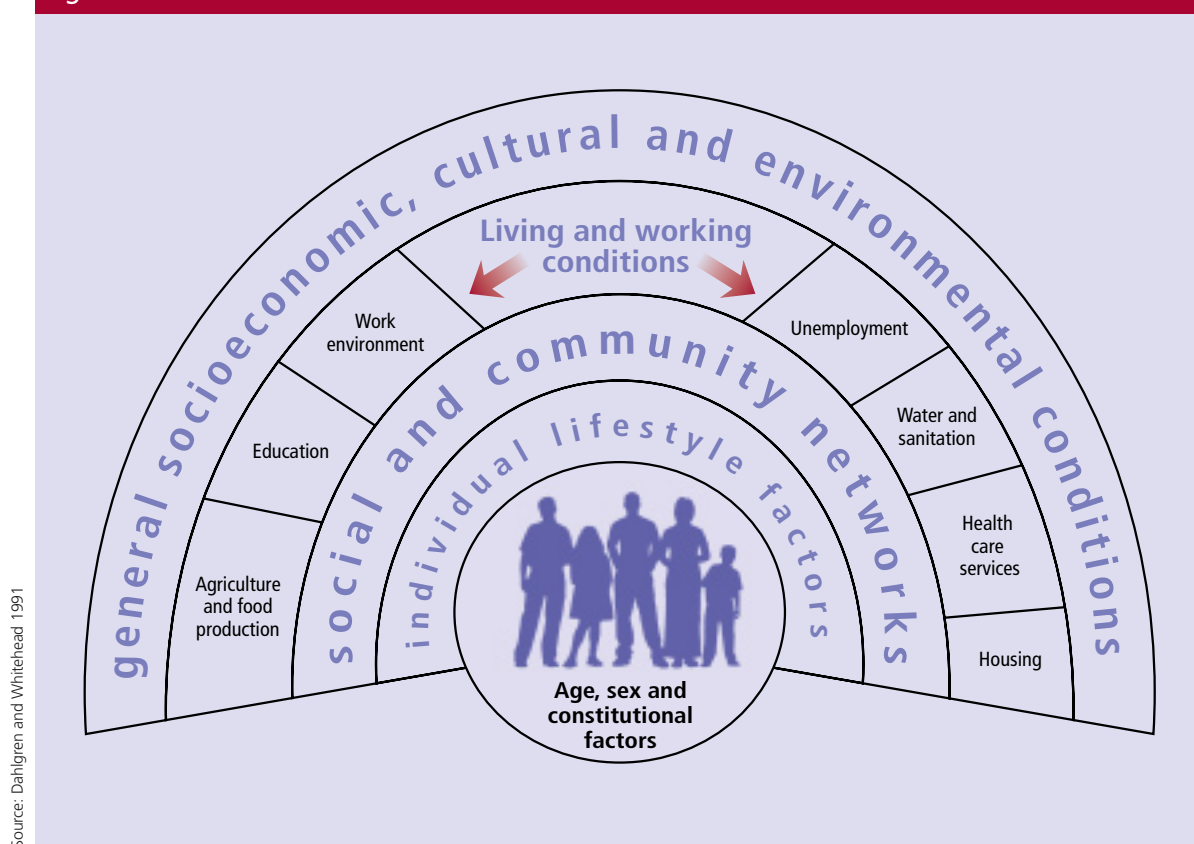 general socioeconomic, cultural and environmental conditions
Living and working
conditions
Work
environment
Unemployment
Education
Water and
sanitation
Agriculture
and food
production
Health
care
services
Housing
social and community networks
individual lifestyle factors
Age, sex and
constitutional
factors
Source: Dahlgren and Whitehead 1991